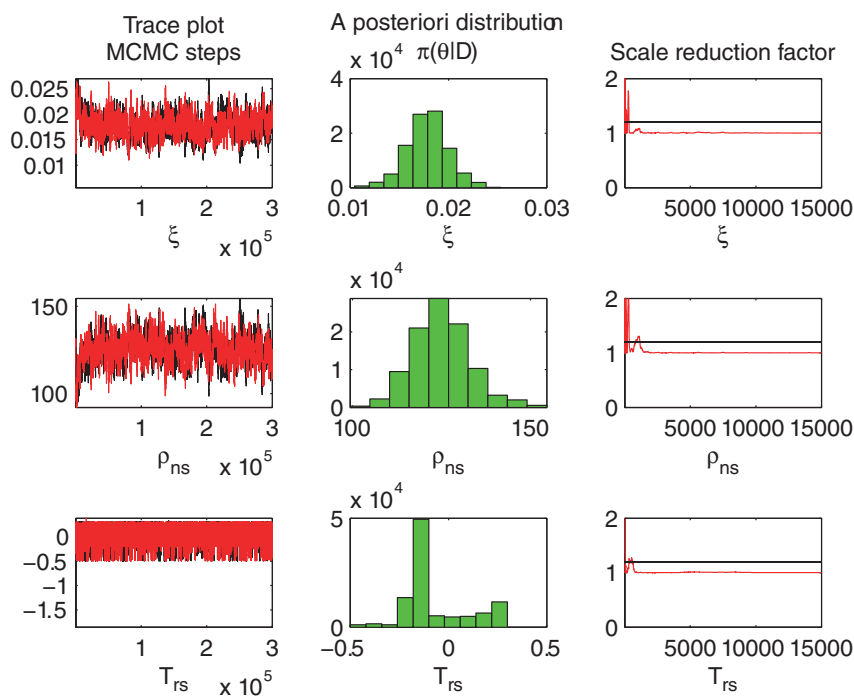 Trace plot
MCMC steps
A posteriori distribution
π(θ|D)
Scale reduction factor
0.025
0.02
0.015
0.01
1 2 3
x 10^5
ξ
x 10^4
4
2
0
0.01 0.02 0.03
ξ
2
1
0
5000 10000 15000
ξ
150
100
1 2 3
x 10^5
ρns
x 10^4
2
1
0
100 150
ρns
2
1
0
5000 10000 15000
ρns
0
−0.5
−1
−1.5
1 2 3
x 10^5
Trs
x 10^4
5
0
−0.5 0 0.5
Trs
2
1
0
5000 10000 15000
Trs